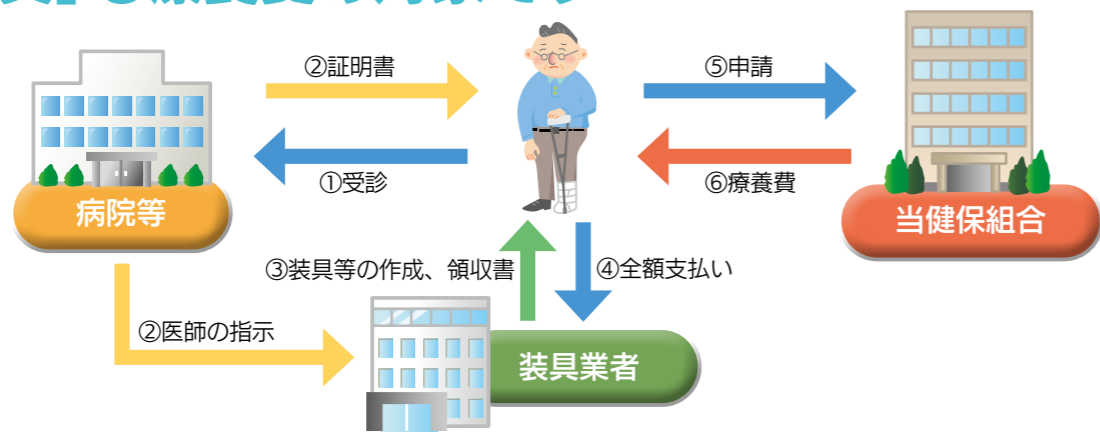 ②証明書
⑤申請
①受診
⑥療養費
病院等
当健保組合
③装具等の作成、領収書
④全額支払い
②医師の指示
装具業者